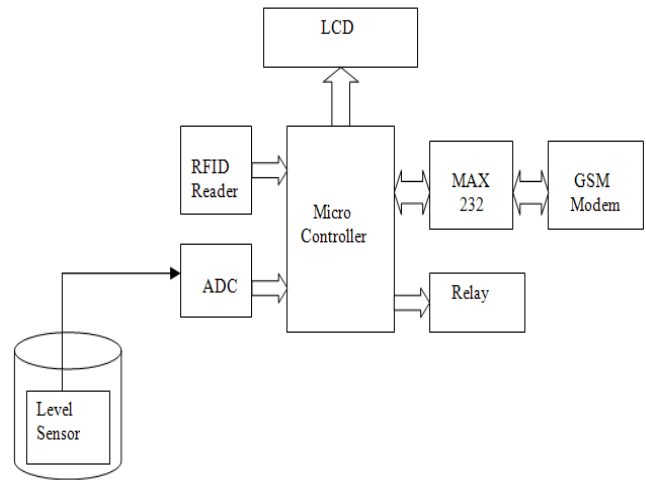 LCD
RFID
Reader
Micro
Controller
MAX
232
GSM
Modem
ADC
Relay
Level
Sensor